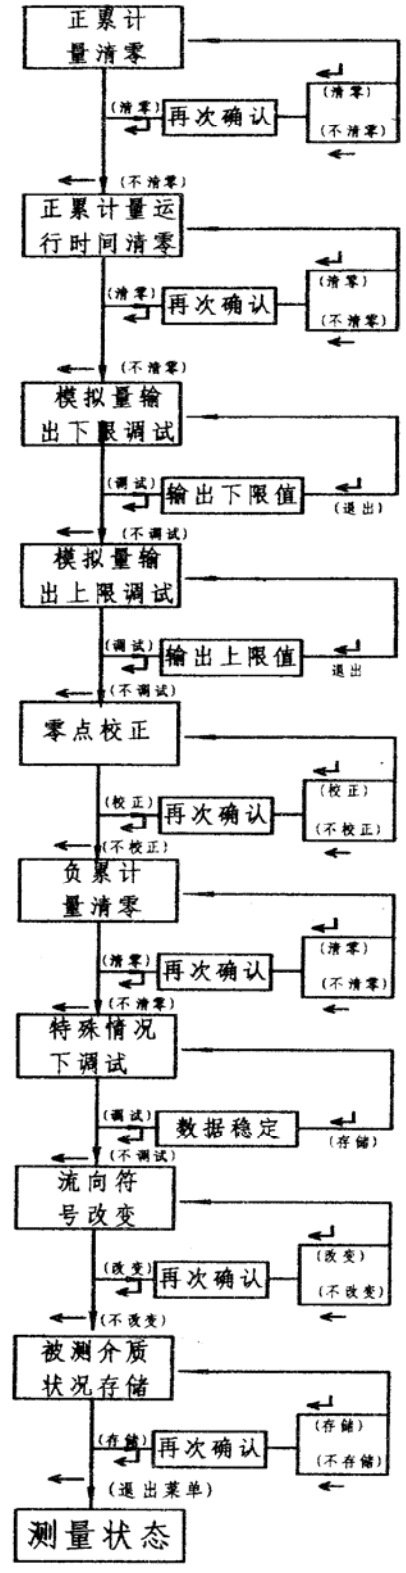 正累计
量清零
(清零)
再次确认
(清零)
(不清零)
(不清零)
正累计量运
行时间清零
(清零)
再次确认
(清零)
(不清零)
(不清零)
模拟量输
出下限调试
(调试)
输出下限值
(退出)
(不调试)
模拟量输
出上限调试
(调试)
输出上限值
退出
(不调试)
零点校正
(校正)
再次确认
(校正)
(不校正)
(不校正)
负累计
量清零
(清零)
再次确认
(清零)
(不清零)
(不清零)
特殊情况
下调试
(调试)
数据稳定
(存储)
(不调试)
流向符
号改变
(改变)
再次确认
(改变)
(不改变)
(不改变)
被测介质
状况存储
(存储)
再次确认
(存储)
(不存储)
(退出菜单)
测量状态